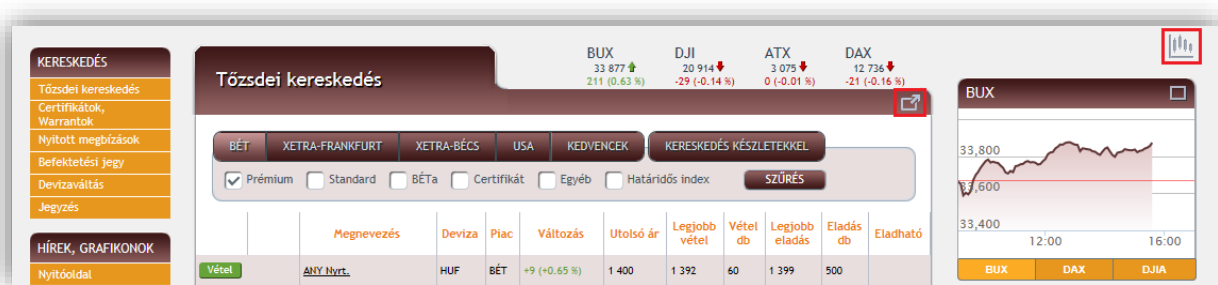 KERESKEDÉS
Tőzsdei kereskedés
Certifikátok,
Warrantok
Nyitott megbízások
Befektetési jegy
Devizaváltás
Jegyzés
HÍREK, GRAFIKONOK
Nyitóoldal
Tőzsdei kereskedés
BUX DJI ATX DAX
33 877 20 914 3 075 12 736
211 (0.63 %) -29 (-0.14 %) 0 (-0.01 %) -21 (-0.16 %)
BÉT XETRA-FRANKFURT XETRA-BÉCS USA KEDVENCEK KERESKEDÉS KÉSZLETEKKEL
Prémium Standard BÉTa Certifikát Egyéb Határidős index SZŰRÉS
Megnevezés Deviza Piac Változás Utolsó ár Legjobb vétel Vétel db Legjobb eladás Eladás db Eladható
Vétel ANY Nyrt. HUF BÉT +9 (+0.65 %) 1 400 1 392 60 1 399 500
BUX
33,800
33,600
33,400
12:00 16:00
BUX DAX DJIA